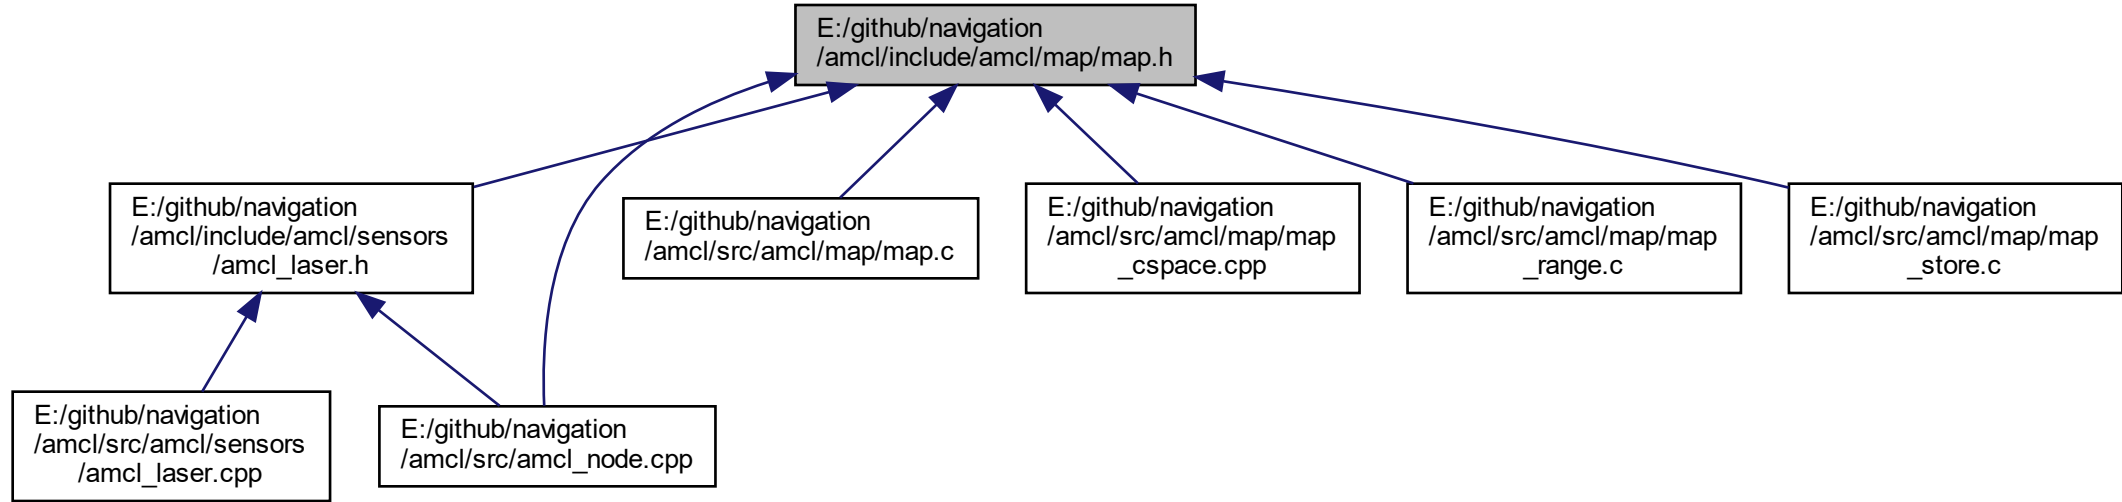 E:/github/navigation
/amcl/include/amcl/map/map.h
E:/github/navigation
/amcl/include/amcl/sensors
/amcl_laser.h
E:/github/navigation
/amcl/src/amcl/map/map.c
E:/github/navigation
/amcl/src/amcl/map/map
_cspace.cpp
E:/github/navigation
/amcl/src/amcl/map/map
_range.c
E:/github/navigation
/amcl/src/amcl/map/map
_store.c
E:/github/navigation
/amcl/src/amcl/sensors
/amcl_laser.cpp
E:/github/navigation
/amcl/src/amcl_node.cpp